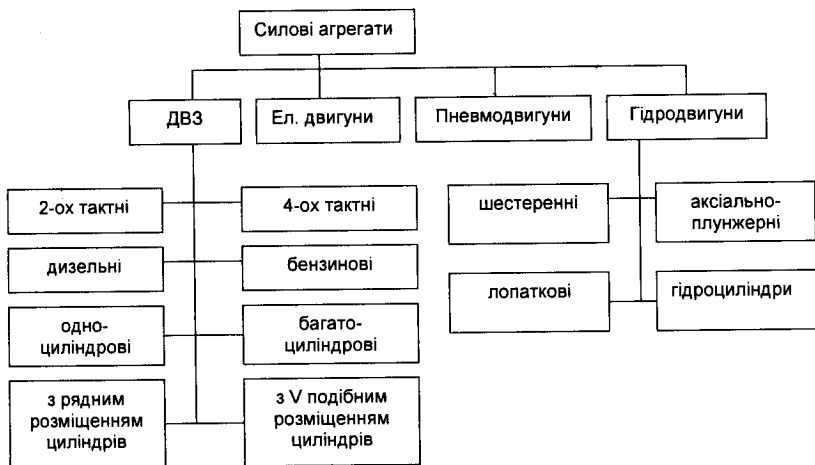 Силові агрегати
ДВЗ
Ел. двигуни
Пневмодвигуни
Гідродвигуни
2-ох тактні
4-ох тактні
шестеренні
аксіально-
плунжерні
дизельні
бензинові
лопаткові
гідроциліндри
одно-
циліндрові
багато-
циліндрові
з рядним
розміщенням
циліндрів
з V подібним
розміщенням
циліндрів